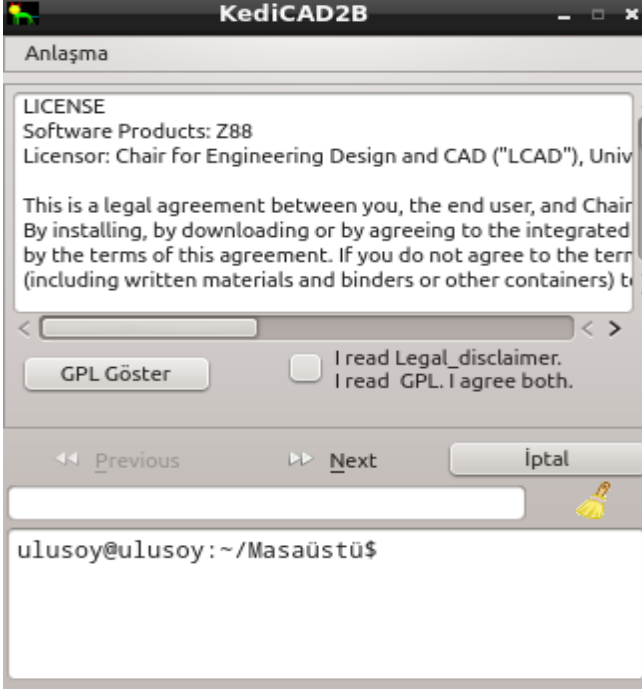 KediCAD2B
Anlaşma
LICENSE
Software Products: Z88
Licensor: Chair for Engineering Design and CAD ("LCAD"), Univ
This is a legal agreement between you, the end user, and Chair
By installing, by downloading or by agreeing to the integrated
by the terms of this agreement. If you do not agree to the tern
(including written materials and binders or other containers) to
GPL Göster
I read Legal_disclaimer.
I read  GPL. I agree both.
Previous
Next
İptal
ulusoy@ulusoy:~/Masaüstü$